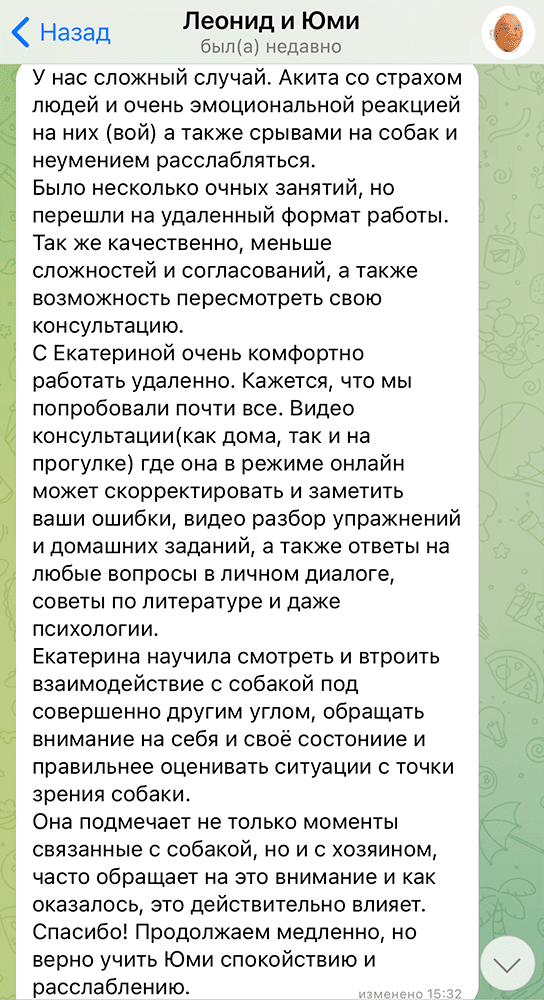 Назад
Леонид и Юми
был(а) недавно
У нас сложный случай. Акита со страхом
людей и очень эмоциональной реакцией
на них (вой) а также срывами на собак и
неумением расслабляться.
Было несколько очных занятий, но
перешли на удаленный формат работы.
Так же качественно, меньше
сложностей и согласований, а также
возможность пересмотреть свою
консультацию.
С Екатериной очень комфортно
работать удаленно. Кажется, что мы
попробовали почти все. Видео
консультации(как дома, так и на
прогулке) где она в режиме онлайн
может скорректировать и заметить
ваши ошибки, видео разбор упражнений
и домашних заданий, а также ответы на
любые вопросы в личном диалоге,
советы по литературе и даже
психологии.
Екатерина научила смотреть и втроить
взаимодействие с собакой под
совершенно другим углом, обращать
внимание на себя и своё состониие и
правильнее оценивать ситуации с точки
зрения собаки.
Она подмечает не только моменты
связанные с собакой, но и с хозяином,
часто обращает на это внимание и как
оказалось, это действительно влияет.
Спасибо! Продолжаем медленно, но
верно учить Юми спокойствию и
расслаблению.
изменено 15:32